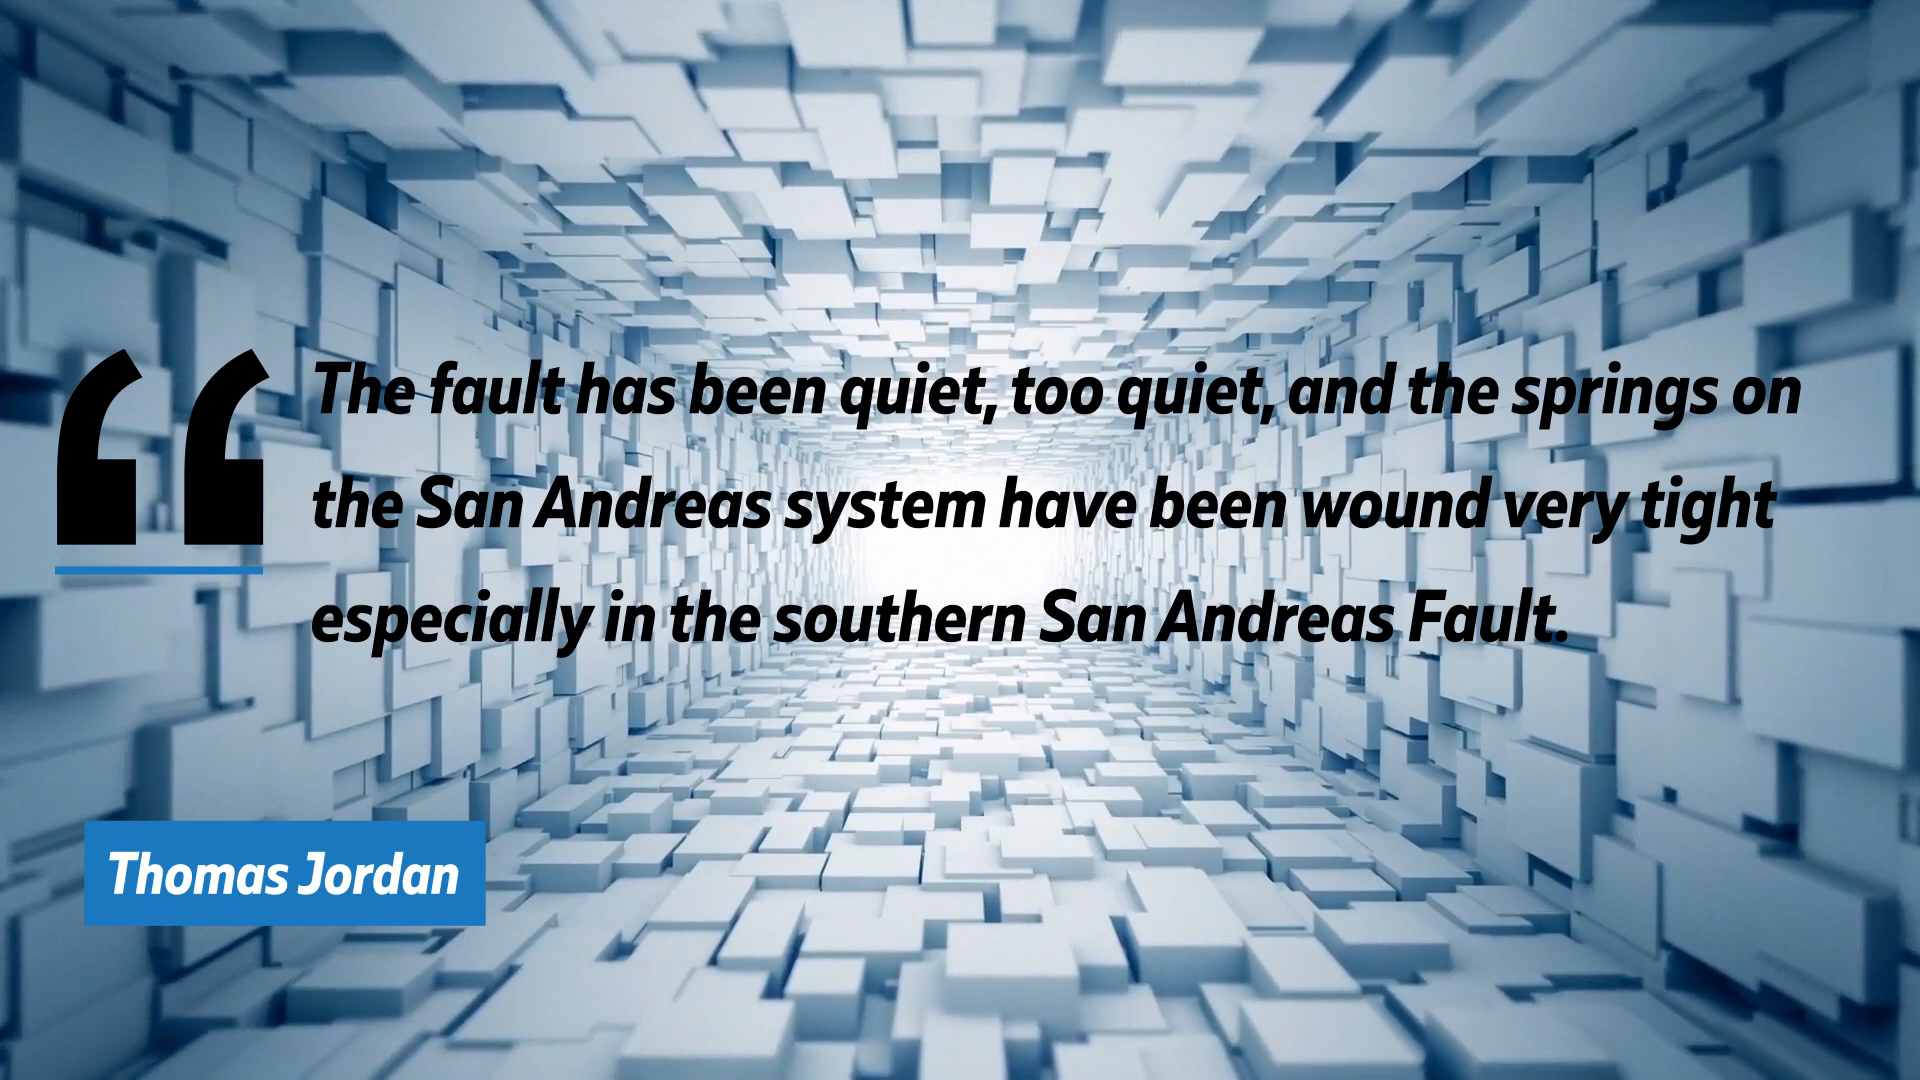 “
The fault has been quiet, too quiet, and the springs on
the San Andreas system have been wound very tight
especially in the southern San Andreas Fault.
Thomas Jordan